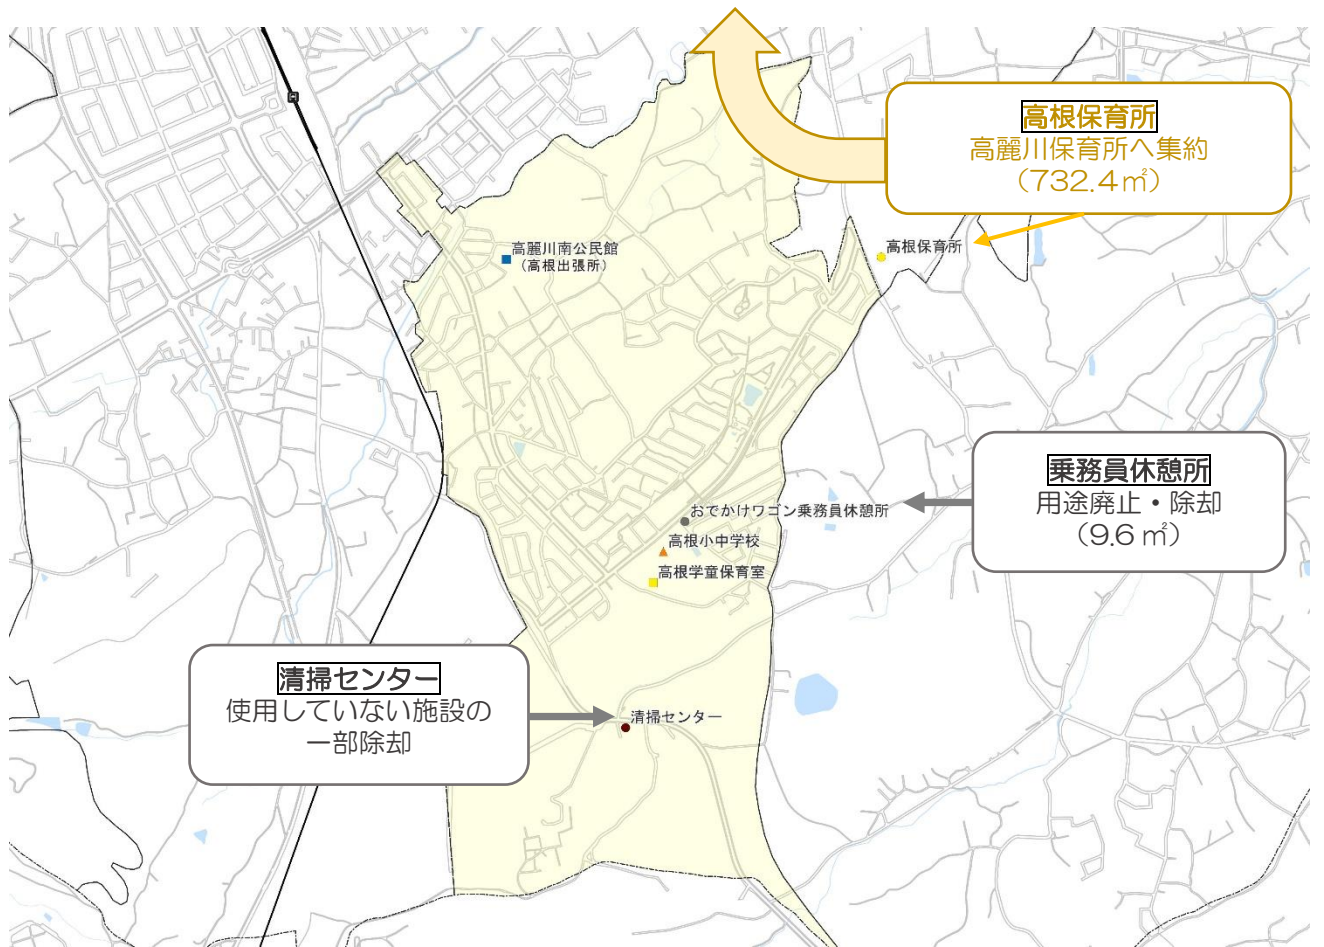 高根保育所
高麗川保育所へ集約
(732.4㎡)
高麗川南公民館
(高根出張所)
高根保育所
乗務員休憩所
用途廃止・除却
(9.6㎡)
おでかけワゴン乗務員休憩所
高根小中学校
高根学童保育室
清掃センター
使用していない施設の
一部除却
清掃センター